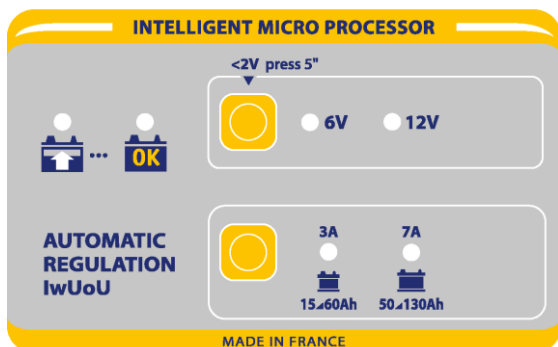 INTELLIGENT MICRO PROCESSOR
<2V press 5"
6V
12V
... OK
3A
7A
AUTOMATIC
REGULATION
IwUoU
15⊿60Ah
50⊿130Ah
MADE IN FRANCE